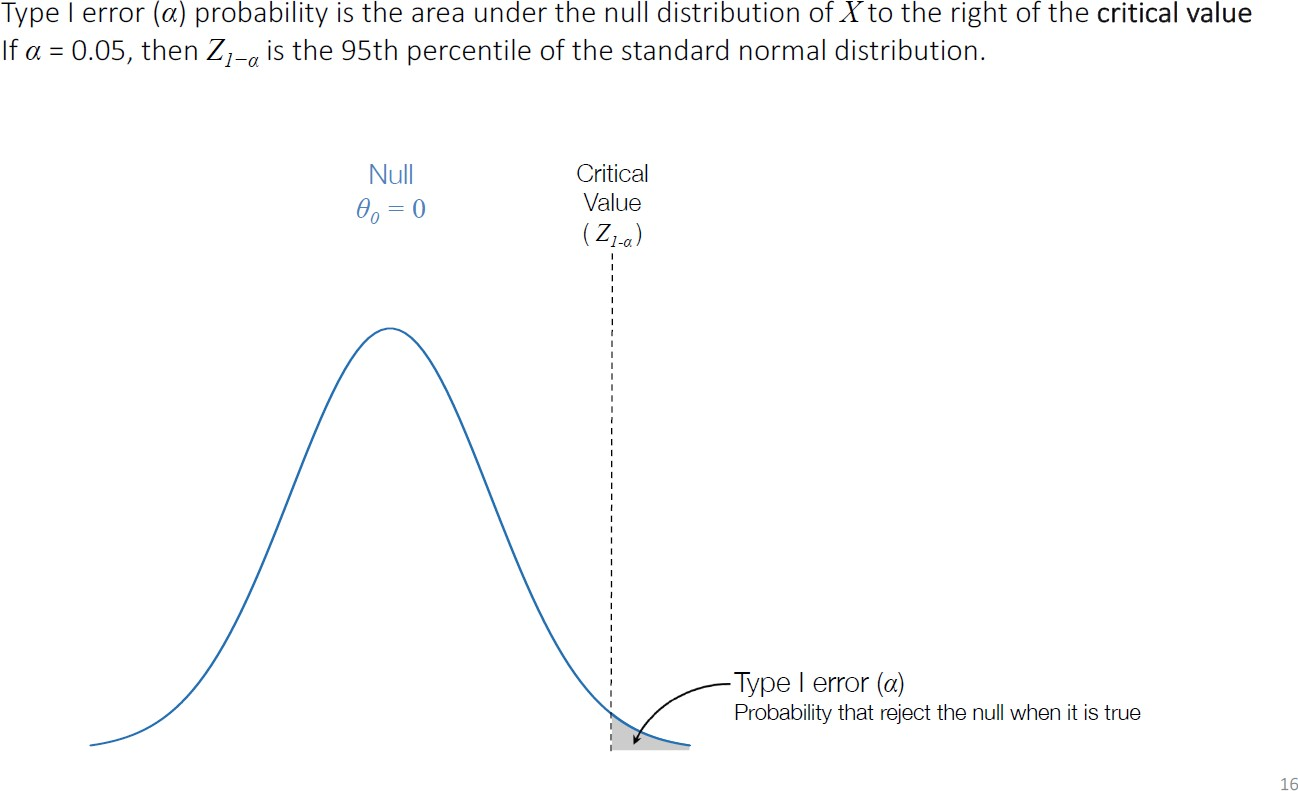 Type I error (α) probability is the area under the null distribution of X to the right of the critical value
If α = 0.05, then Z₁₋α is the 95th percentile of the standard normal distribution.
Null
θ₀ = 0
Critical
Value
( Z₁₋α )
Type I error (α)
Probability that reject the null when it is true
16